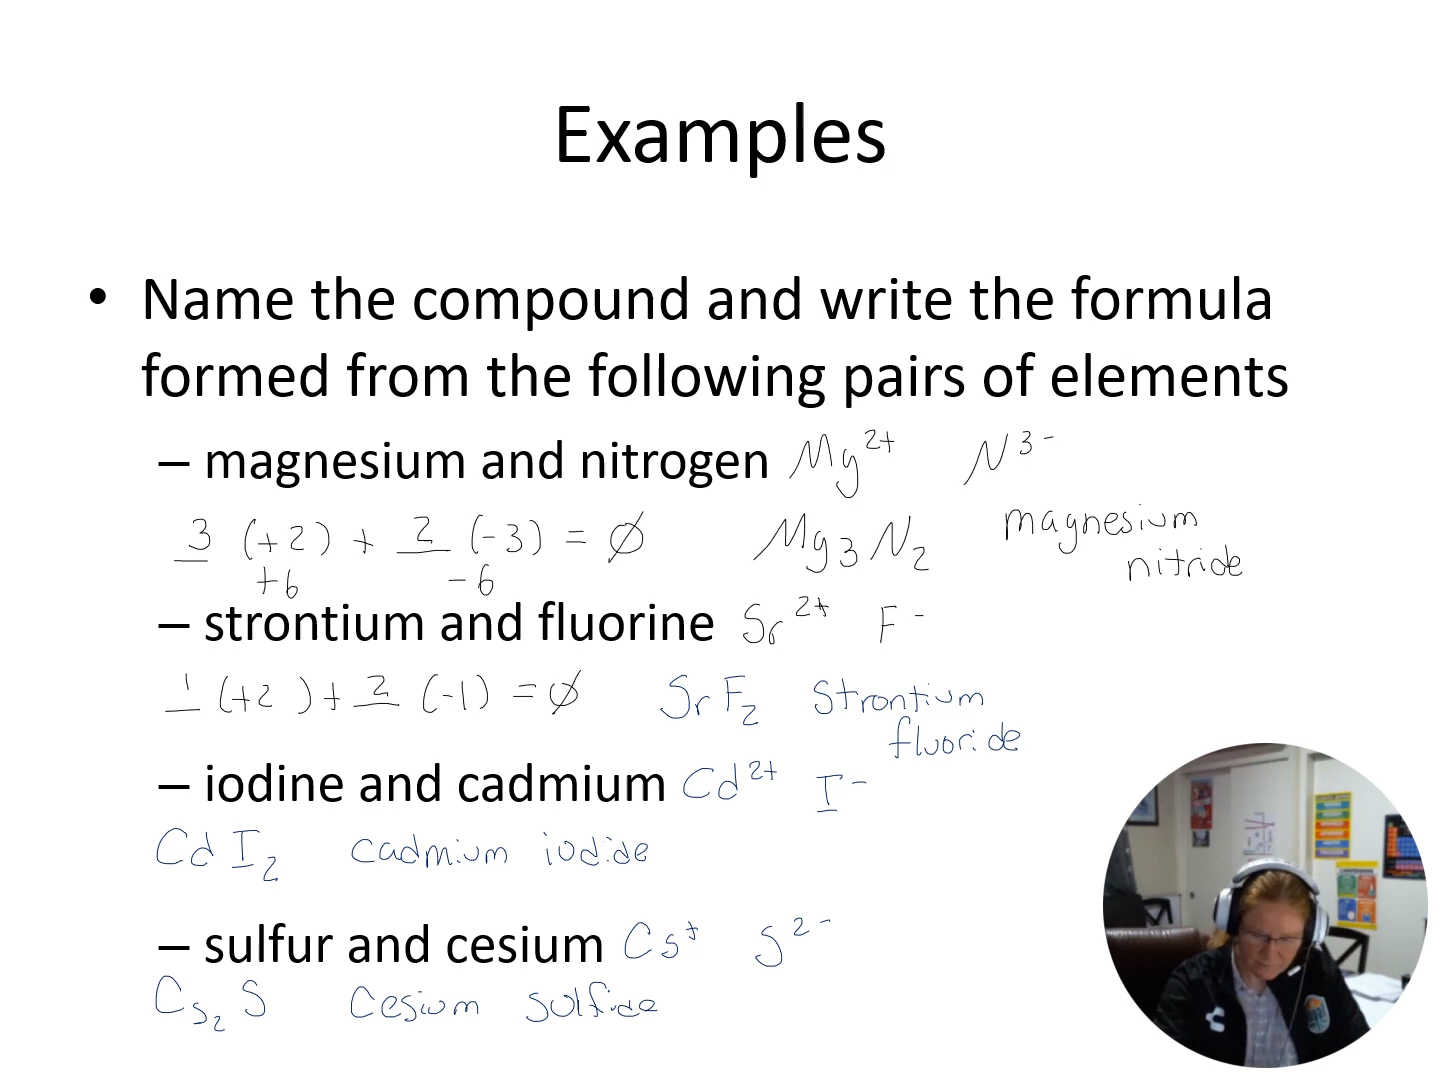 Examples
• Name the compound and write the formula
formed from the following pairs of elements
– magnesium and nitrogen Mg²⁺ N³⁻
3 (+2) + 2 (-3) = ∅ Mg₃N₂ magnesium
nitride
+6 -6
– strontium and fluorine Sr²⁺ F⁻
1 (+2) + 2 (-1) = ∅ SrF₂ Strontium
fluoride
– iodine and cadmium Cd²⁺ I⁻
CdI₂ cadmium iodide
– sulfur and cesium Cs⁺ S²⁻
Cs₂S Cesium sulfide